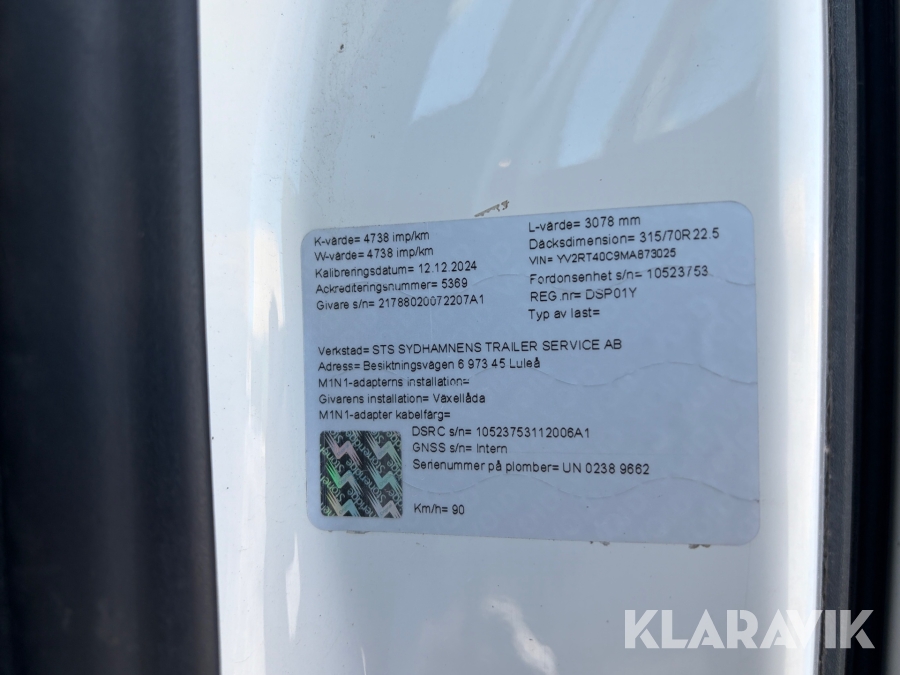 K-värde= 4738 imp/km
W-värde= 4738 imp/km
Kalibreringsdatum= 12.12.2024
Ackrediteringsnummer= 5369
Givare s/n= 21788020072207A1
L-värde= 3078 mm
Däcksdimension= 315/70R22.5
VIN= YV2RT40C9MA873025
Fordonsenhet s/n= 10523753
REG.nr= DSP01Y
Typ av last=
Verkstad= STS SYDHAMNENS TRAILER SERVICE AB
Adress= Besiktningsvägen 6 973 45 Luleå
M1N1-adapterns installation=
Givarens installation= Växellåda
M1N1-adapter kabelfärg=
DSRC s/n= 10523753112006A1
GNSS s/n= Intern
Serienummer på plomber= UN 0238 9662
Km/h= 90
KLARAVIK